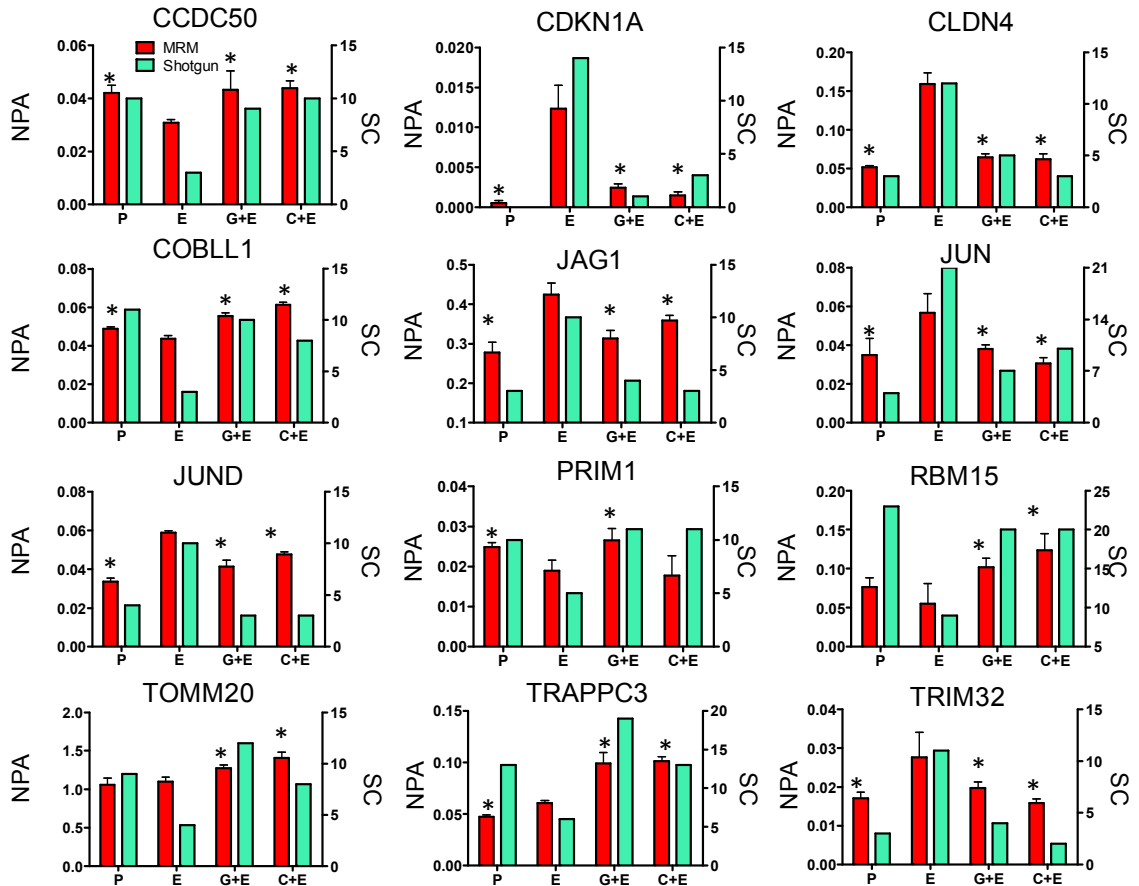 CCDC50 CDKN1A CLDN4
MRM
Shotgun
0.06 0.04 0.02 0.00 NPA 15 10 5 0 SC * * * P E G+E C+E
0.020 0.015 0.010 0.005 0.000 NPA 15 10 5 0 SC * * * P E G+E C+E
0.20 0.15 0.10 0.05 0.00 NPA 15 10 5 0 SC * * * P E G+E C+E
COBLL1 JAG1 JUN
0.08 0.06 0.04 0.02 0.00 NPA 15 10 5 0 SC * * * P E G+E C+E
0.5 0.4 0.3 0.2 0.1 NPA 15 10 5 0 SC * * * P E G+E C+E
0.08 0.06 0.04 0.02 0.00 NPA 21 14 7 0 SC * * * P E G+E C+E
JUND PRIM1 RBM15
0.08 0.06 0.04 0.02 0.00 NPA 15 10 5 0 SC * * * P E G+E C+E
0.04 0.03 0.02 0.01 0.00 NPA 15 10 5 0 SC * * P E G+E C+E
0.20 0.15 0.10 0.05 0.00 NPA 25 20 15 10 5 SC * * P E G+E C+E
TOMM20 TRAPPC3 TRIM32
2.0 1.5 1.0 0.5 0.0 NPA 15 10 5 0 SC * * P E G+E C+E
0.15 0.10 0.05 0.00 NPA 20 15 10 5 0 SC * * * P E G+E C+E
0.04 0.03 0.02 0.01 0.00 NPA 15 10 5 0 SC * * * P E G+E C+E